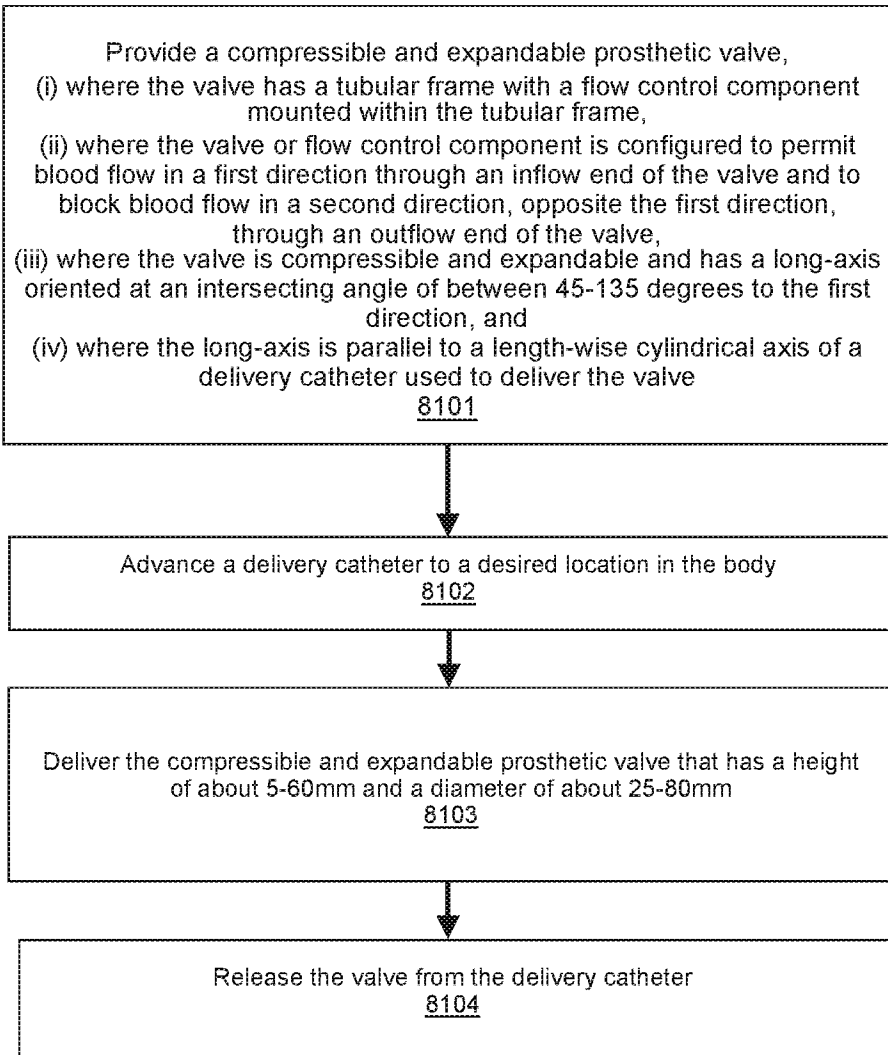 Provide a compressible and expandable prosthetic valve,
(i) where the valve has a tubular frame with a flow control component
mounted within the tubular frame,
(ii) where the valve or flow control component is configured to permit
blood flow in a first direction through an inflow end of the valve and to
block blood flow in a second direction, opposite the first direction,
through an outflow end of the valve,
(iii) where the valve is compressible and expandable and has a long-axis
oriented at an intersecting angle of between 45-135 degrees to the first
direction, and
(iv) where the long-axis is parallel to a length-wise cylindrical axis of a
delivery catheter used to deliver the valve
8101
Advance a delivery catheter to a desired location in the body
8102
Deliver the compressible and expandable prosthetic valve that has a height
of about 5-60mm and a diameter of about 25-80mm
8103
Release the valve from the delivery catheter
8104